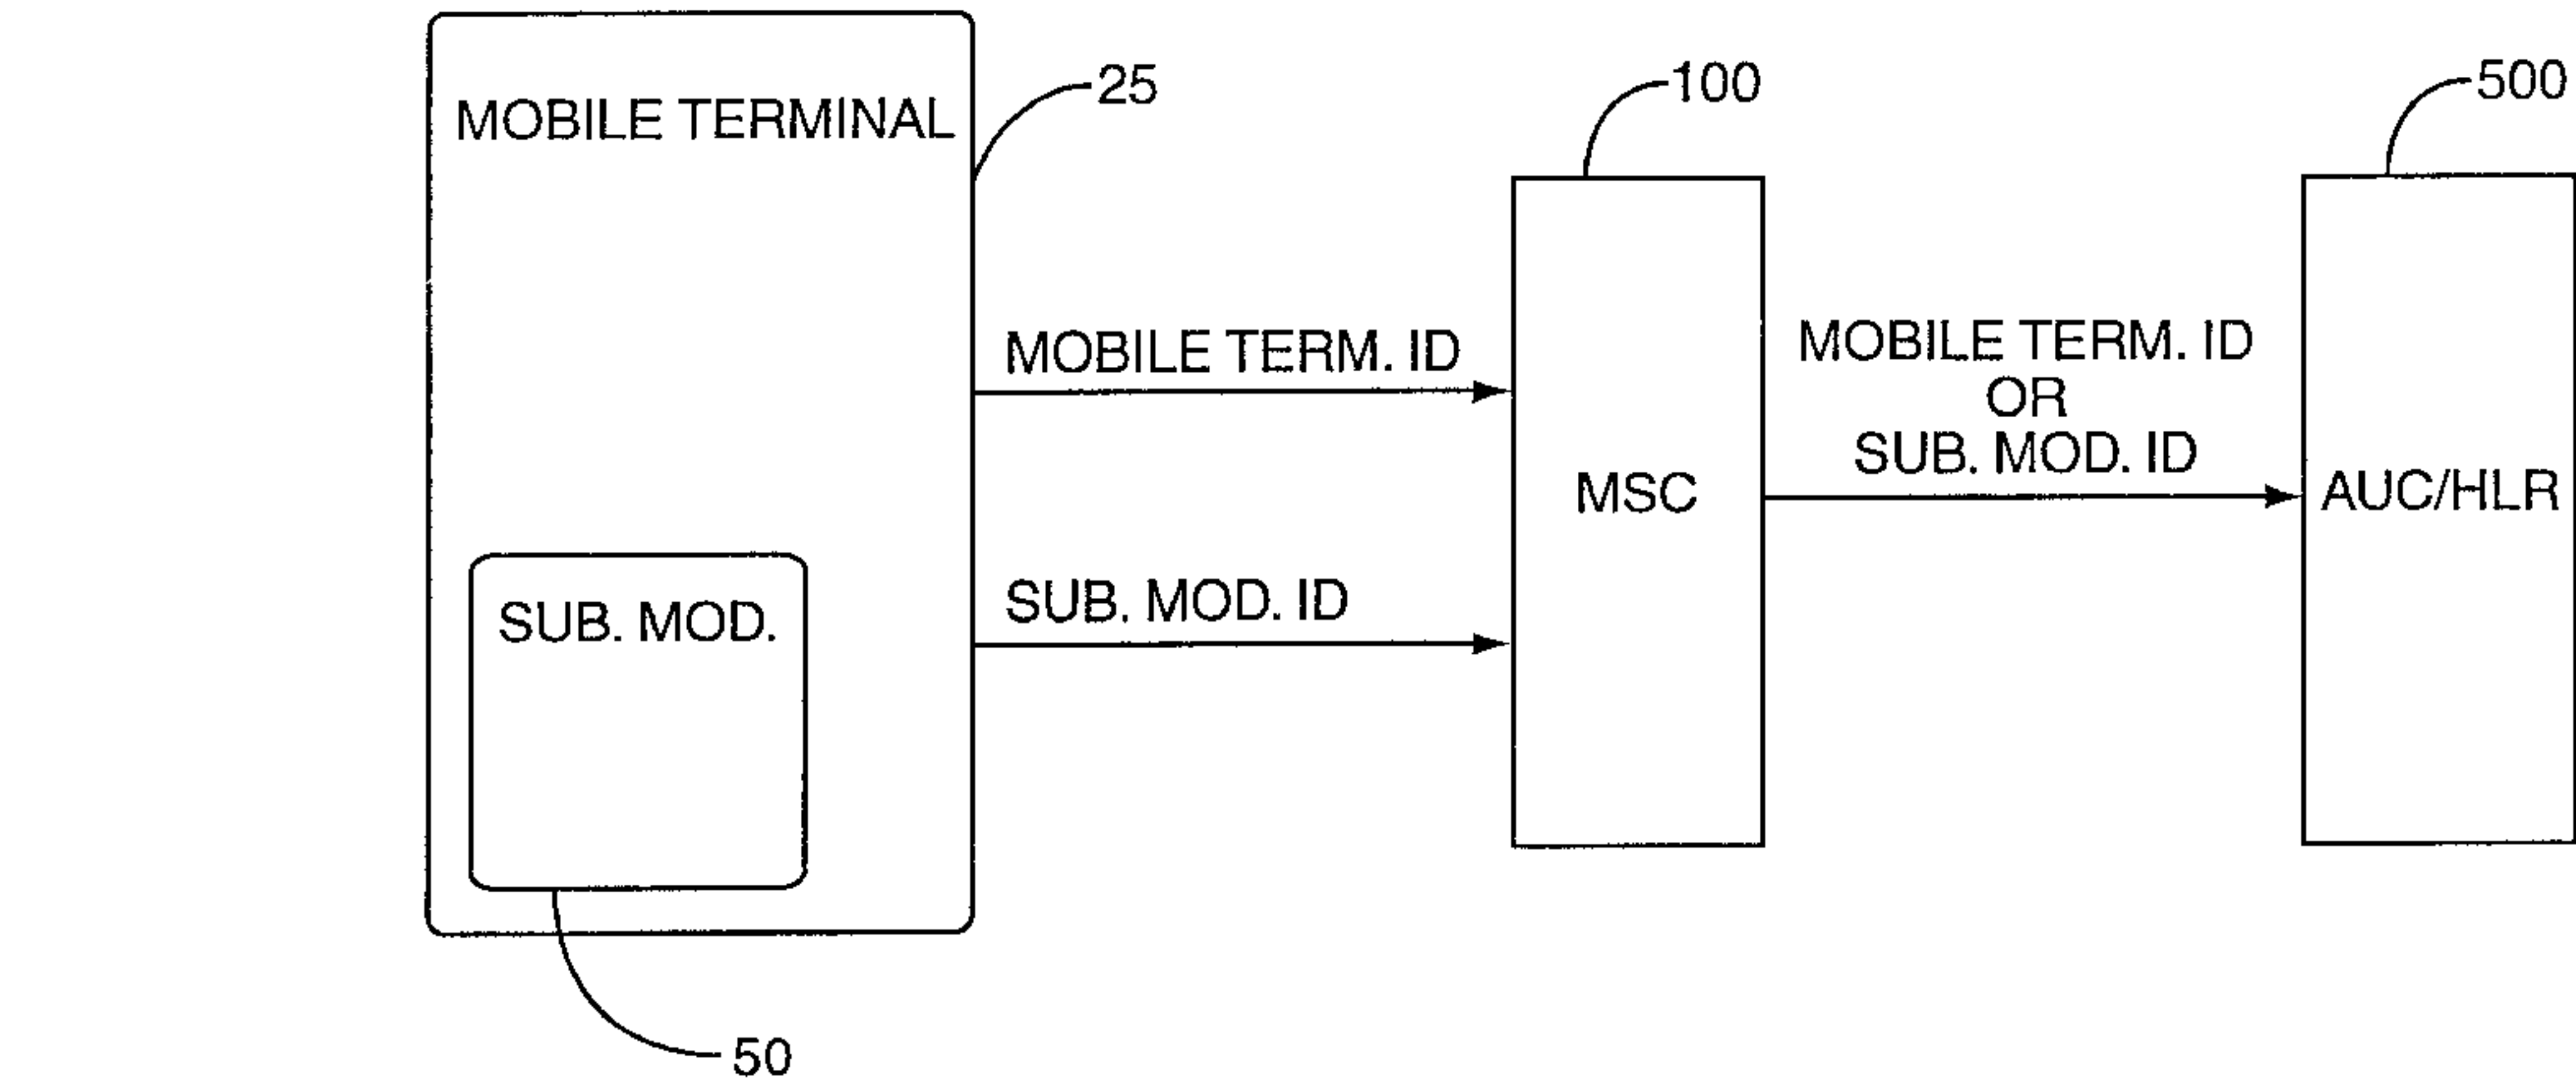 MOBILE TERMINAL
25
100
500
MOBILE TERM. ID
MOBILE TERM. ID
OR
SUB. MOD. ID
MSC
AUC/HLR
SUB. MOD.
SUB. MOD. ID
50